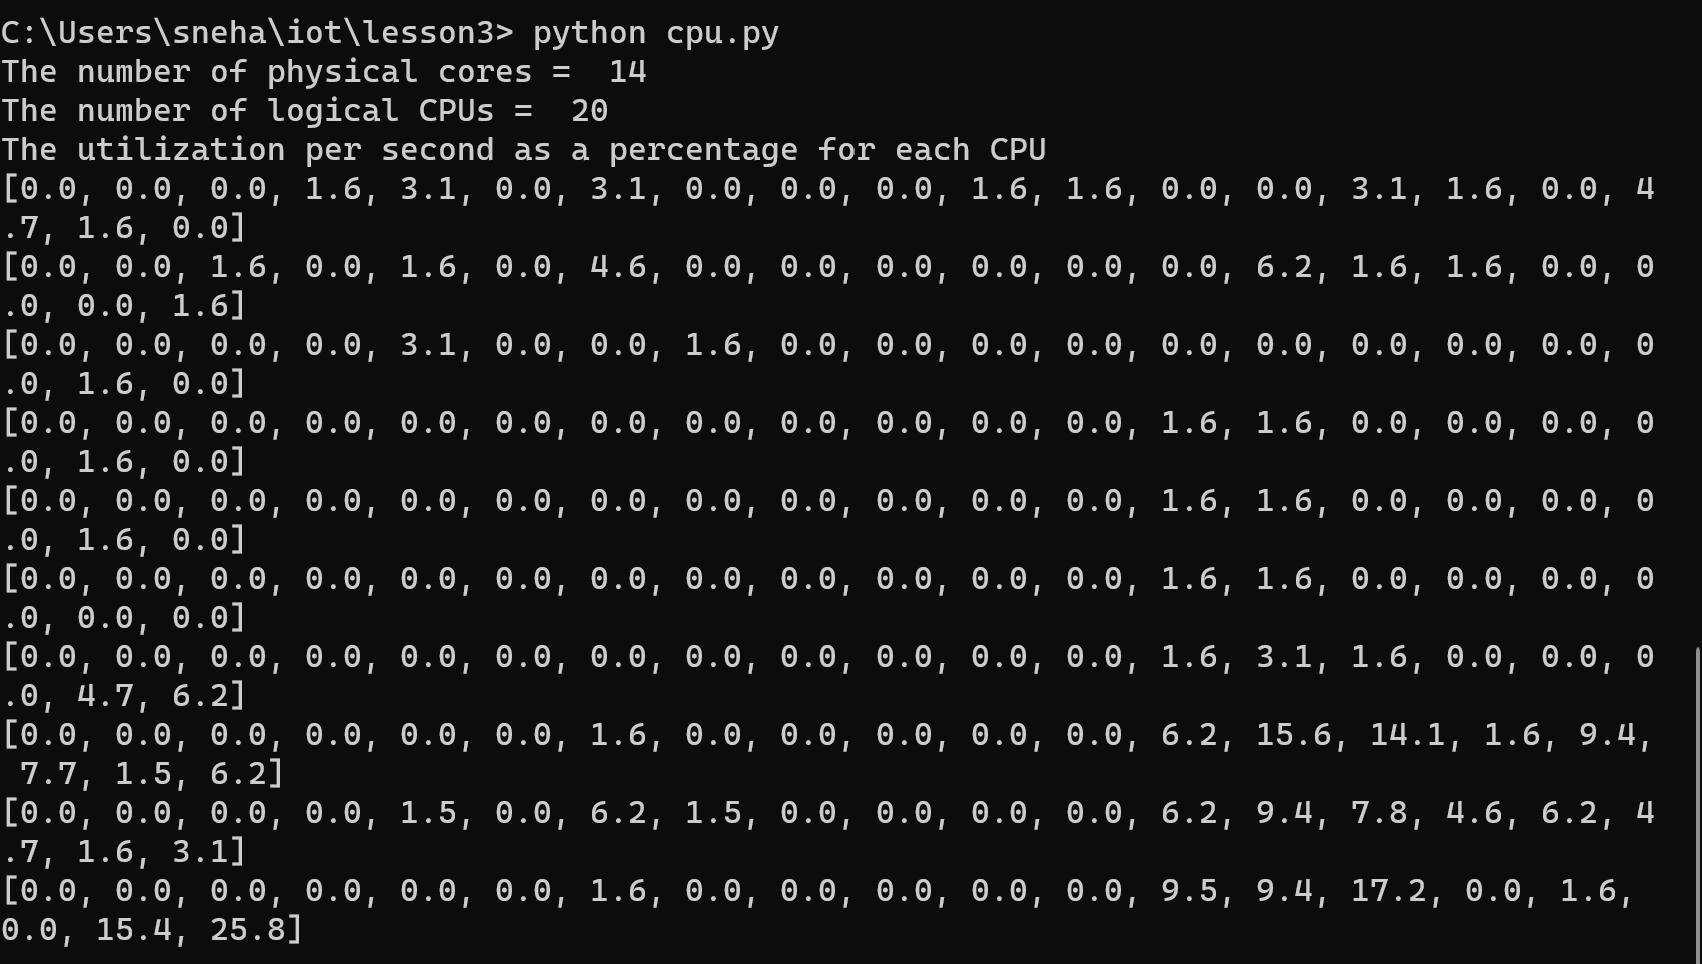 C:\Users\sneha\iot\lesson3> python cpu.py
The number of physical cores =  14
The number of logical CPUs =  20
The utilization per second as a percentage for each CPU
[0.0, 0.0, 0.0, 1.6, 3.1, 0.0, 3.1, 0.0, 0.0, 0.0, 1.6, 1.6, 0.0, 0.0, 3.1, 1.6, 0.0, 4
.7, 1.6, 0.0]
[0.0, 0.0, 1.6, 0.0, 1.6, 0.0, 4.6, 0.0, 0.0, 0.0, 0.0, 0.0, 0.0, 6.2, 1.6, 1.6, 0.0, 0
.0, 0.0, 1.6]
[0.0, 0.0, 0.0, 0.0, 3.1, 0.0, 0.0, 1.6, 0.0, 0.0, 0.0, 0.0, 0.0, 0.0, 0.0, 0.0, 0.0, 0
.0, 1.6, 0.0]
[0.0, 0.0, 0.0, 0.0, 0.0, 0.0, 0.0, 0.0, 0.0, 0.0, 0.0, 0.0, 1.6, 1.6, 0.0, 0.0, 0.0, 0
.0, 1.6, 0.0]
[0.0, 0.0, 0.0, 0.0, 0.0, 0.0, 0.0, 0.0, 0.0, 0.0, 0.0, 0.0, 1.6, 1.6, 0.0, 0.0, 0.0, 0
.0, 1.6, 0.0]
[0.0, 0.0, 0.0, 0.0, 0.0, 0.0, 0.0, 0.0, 0.0, 0.0, 0.0, 0.0, 1.6, 1.6, 0.0, 0.0, 0.0, 0
.0, 0.0, 0.0]
[0.0, 0.0, 0.0, 0.0, 0.0, 0.0, 0.0, 0.0, 0.0, 0.0, 0.0, 0.0, 1.6, 3.1, 1.6, 0.0, 0.0, 0
.0, 4.7, 6.2]
[0.0, 0.0, 0.0, 0.0, 0.0, 0.0, 1.6, 0.0, 0.0, 0.0, 0.0, 0.0, 6.2, 15.6, 14.1, 1.6, 9.4,
 7.7, 1.5, 6.2]
[0.0, 0.0, 0.0, 0.0, 1.5, 0.0, 6.2, 1.5, 0.0, 0.0, 0.0, 0.0, 6.2, 9.4, 7.8, 4.6, 6.2, 4
.7, 1.6, 3.1]
[0.0, 0.0, 0.0, 0.0, 0.0, 0.0, 1.6, 0.0, 0.0, 0.0, 0.0, 0.0, 9.5, 9.4, 17.2, 0.0, 1.6,
0.0, 15.4, 25.8]